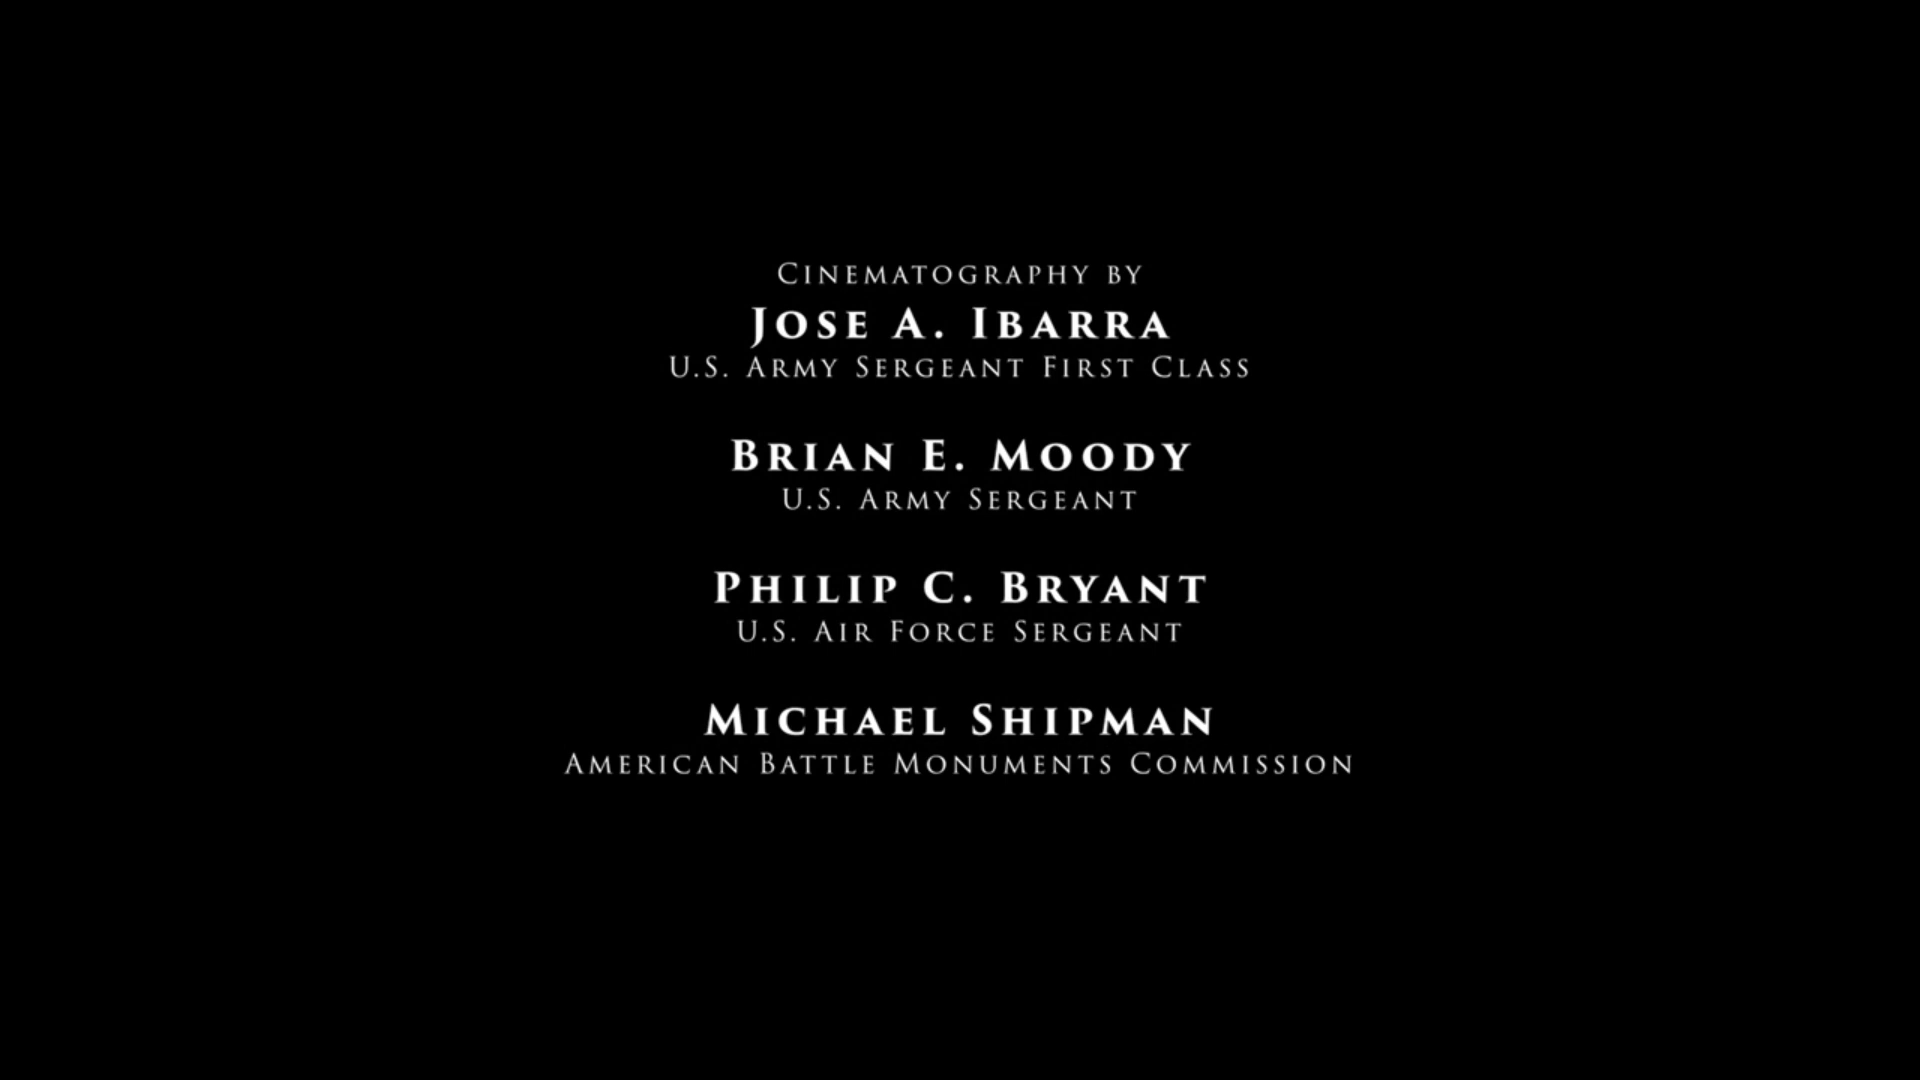 Cinematography by
Jose A. Ibarra
U.S. Army Sergeant First Class
Brian E. Moody
U.S. Army Sergeant
Philip C. Bryant
U.S. Air Force Sergeant
Michael Shipman
American Battle Monuments Commission